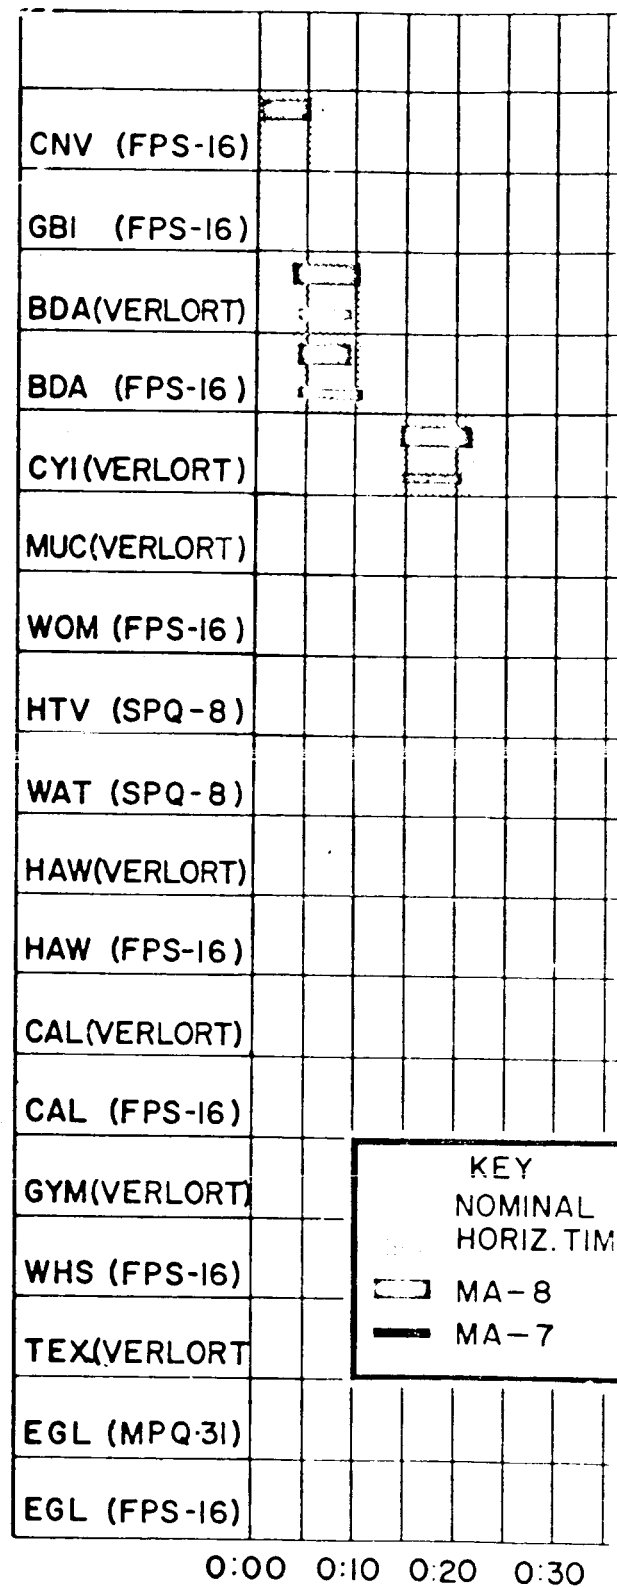 CNV (FPS-16)
GBI (FPS-16)
BDA(VERLORT)
BDA (FPS-16)
CYI(VERLORT)
MUC(VERLORT)
WOM (FPS-16)
HTV (SPQ-8)
WAT (SPQ-8)
HAW(VERLORT)
HAW (FPS-16)
CAL(VERLORT)
CAL (FPS-16)
GYM(VERLORT)
WHS (FPS-16)
TEX(VERLORT
EGL (MPQ-31)
EGL (FPS-16)
KEY
NOMINAL
HORIZ. TIM
MA-8
MA-7
0:00 0:10 0:20 0:30